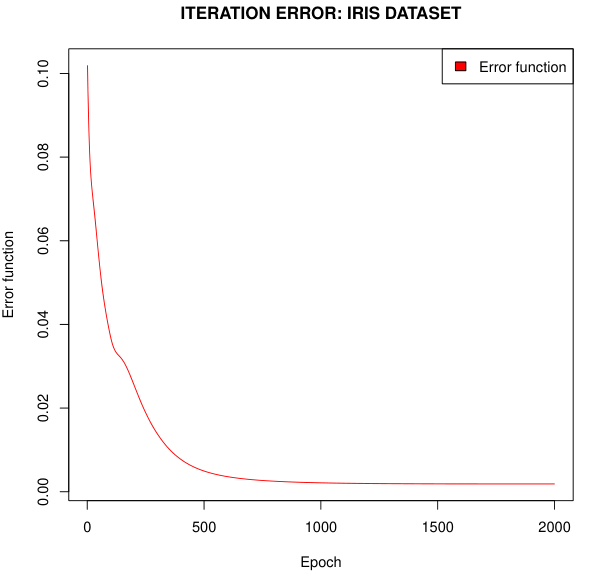 ITERATION ERROR: IRIS DATASET
Error function
0.10
0.08
0.06
0.04
0.02
0.00
Error function
0
500
1000
1500
2000
Epoch